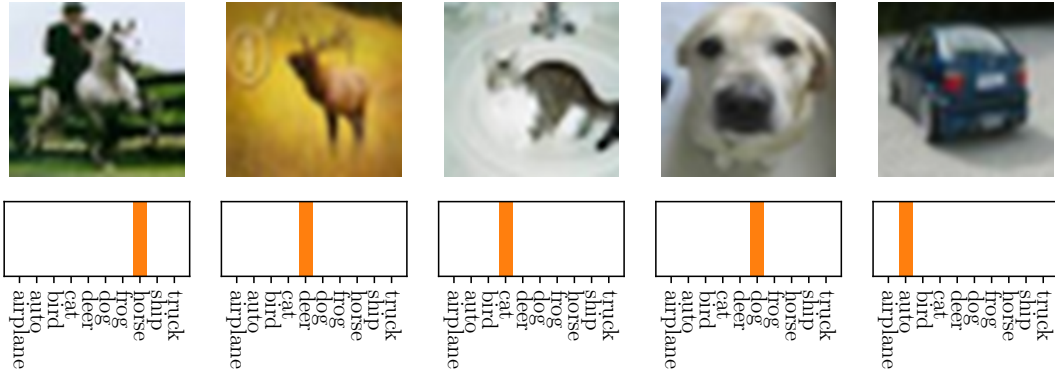 airplane
auto
bird
cat
deer
dog
frog
horse
ship
truck
airplane
auto
bird
cat
deer
dog
frog
horse
ship
truck
airplane
auto
bird
cat
deer
dog
frog
horse
ship
truck
airplane
auto
bird
cat
deer
dog
frog
horse
ship
truck
airplane
auto
bird
cat
deer
dog
frog
horse
ship
truck